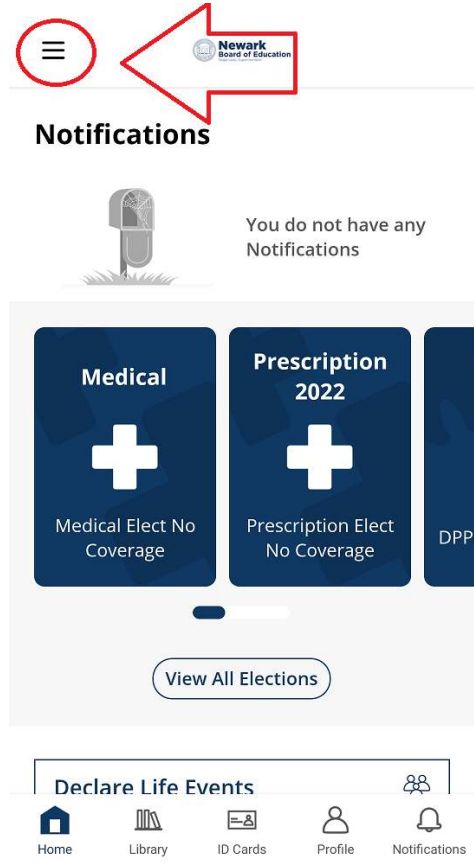 Newark
Board of Education
Notifications
You do not have any
Notifications
Medical
Medical Elect No
Coverage
Prescription
2022
Prescription Elect
No Coverage
DPP
View All Elections
Declare Life Events
Home
Library
ID Cards
Profile
Notifications